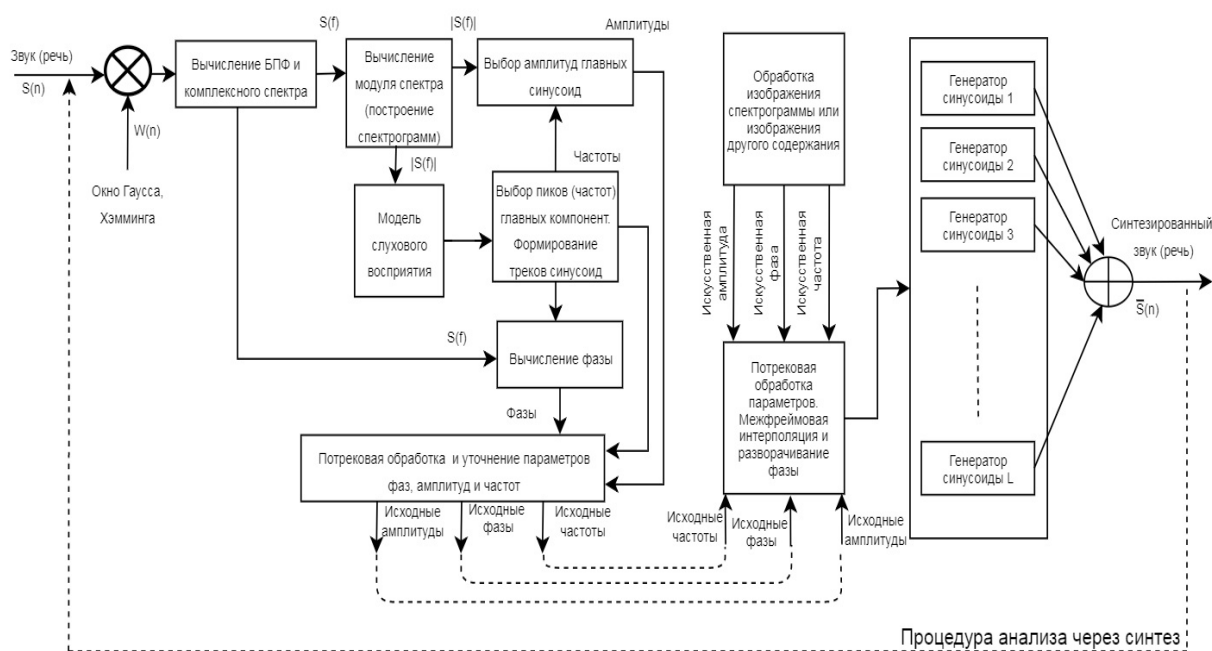 Звук (речь)
S(n)
W(n)
Окно Гаусса,
Хэмминга
Вычисление БПФ и
комплексного спектра
S(f)
Вычисление
модуля спектра
(построение
спектрограмм)
|S(f)|
Амплитуды
Выбор амплитуд главных
синусоид
|S(f)|
Частоты
Модель
слухового
восприятия
Выбор пиков (частот)
главных компонент.
Формирование
треков синусоид
S(f)
Вычисление фазы
Фазы
Потрековая обработка и уточнение параметров
фаз, амплитуд и частот
Исходные
амплитуды
Исходные
фазы
Исходные
частоты
Обработка
изображения
спектрограммы или
изображения
другого содержания
Искусственная
амплитуда
Искусственная
фаза
Искусственная
частота
Потрековая
обработка
параметров.
Межфреймовая
интерполяция и
разворачивание
фазы
Исходные
частоты
Исходные
фазы
Исходные
амплитуды
Генератор
синусоиды 1
Генератор
синусоиды 2
Генератор
синусоиды 3
Генератор
синусоиды L
Синтезированный
звук (речь)
S̅(n)
Процедура анализа через синтез